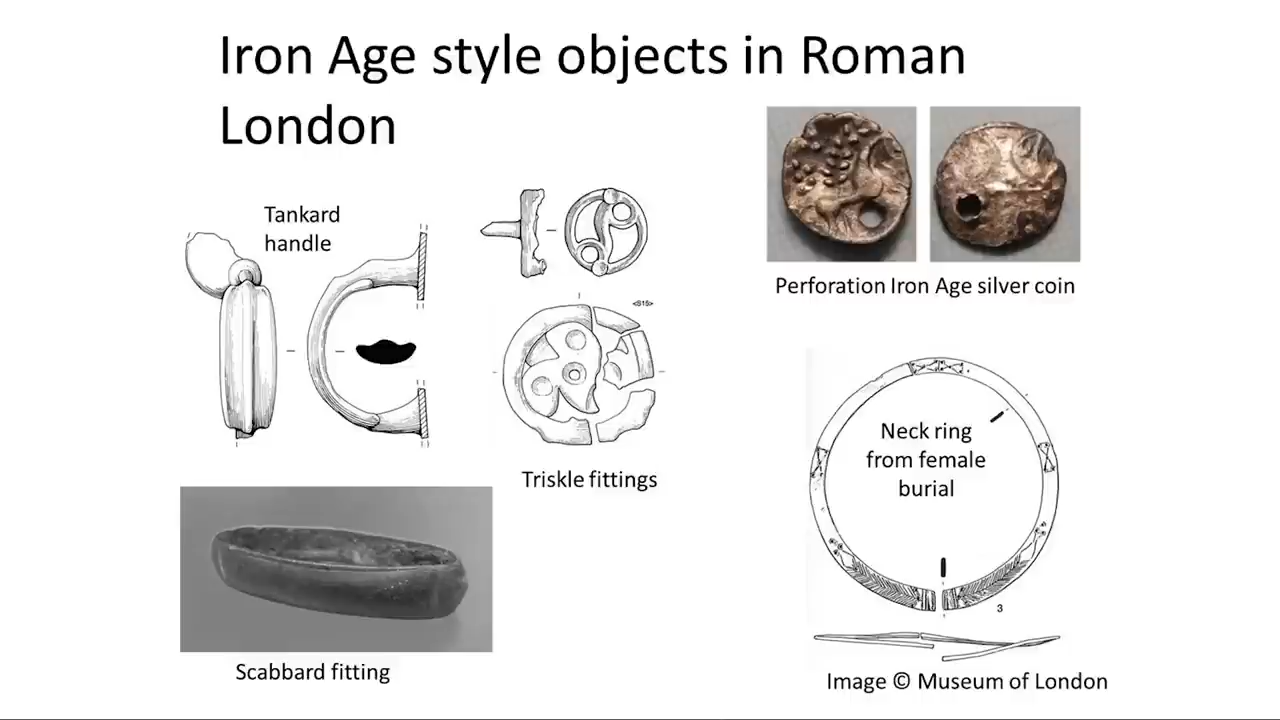 Iron Age style objects in Roman
London
Tankard
handle
<S15>
Triskle fittings
Scabbard fitting
Perforation Iron Age silver coin
Neck ring
from female
burial
3
Image © Museum of London